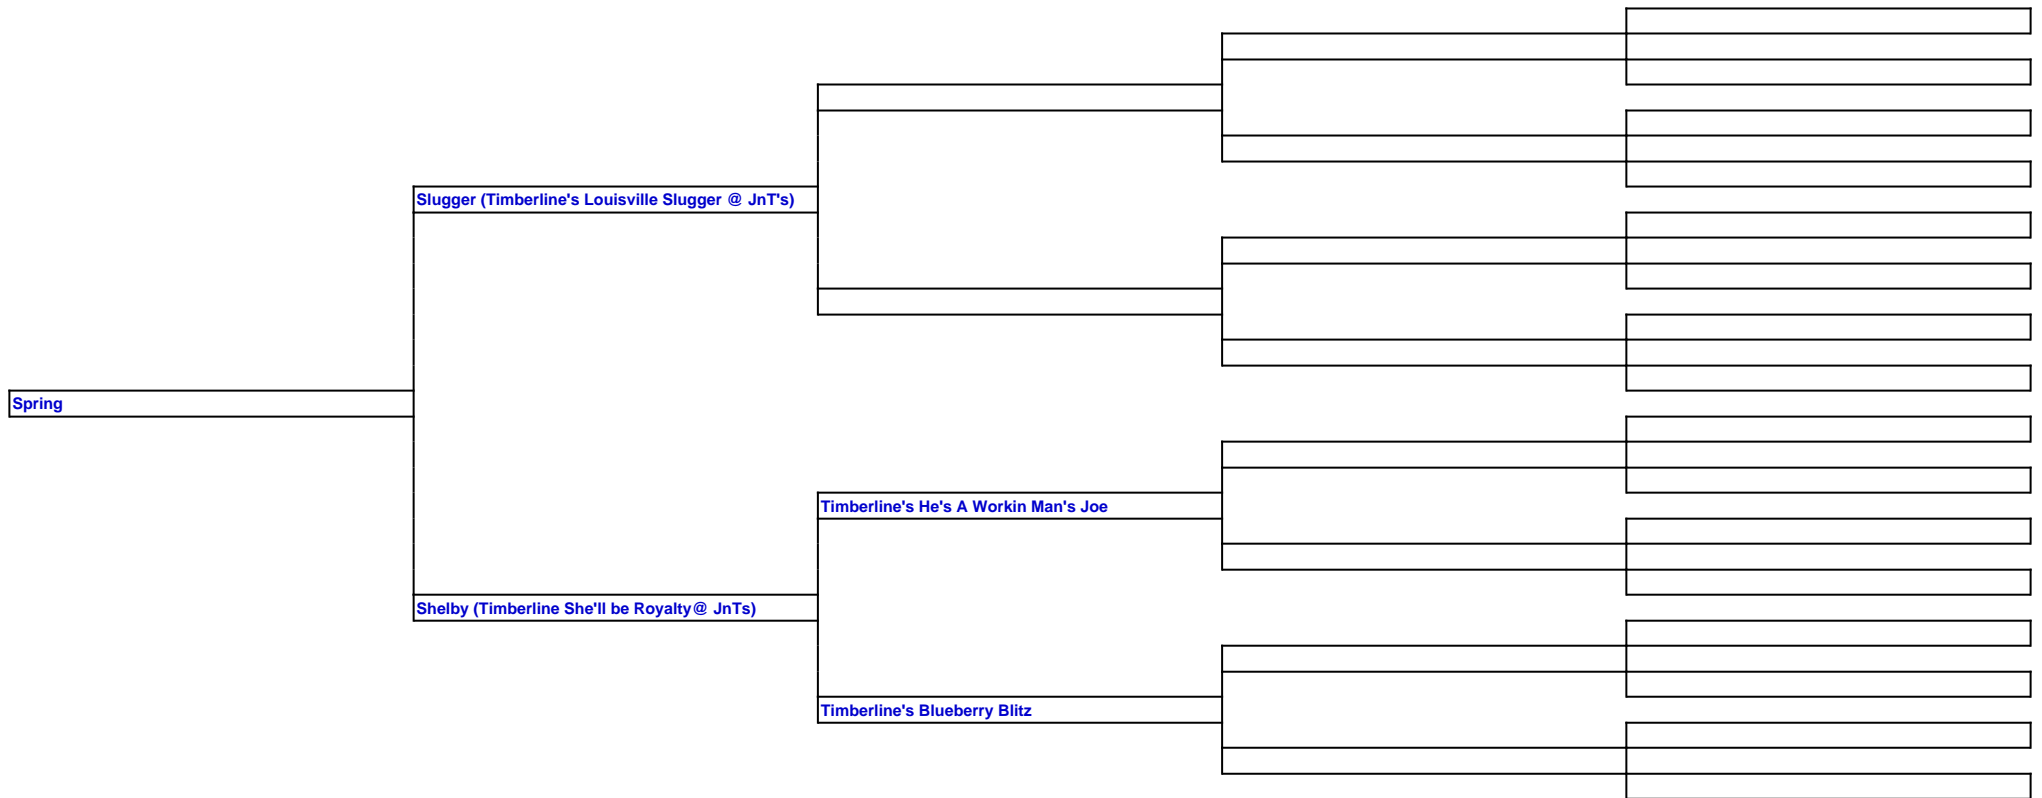 Slugger (Timberline's Louisville Slugger @ JnT's)
Spring
Timberline's He's A Workin Man's Joe
Shelby (Timberline She'll be Royalty@ JnTs)
Timberline's Blueberry Blitz